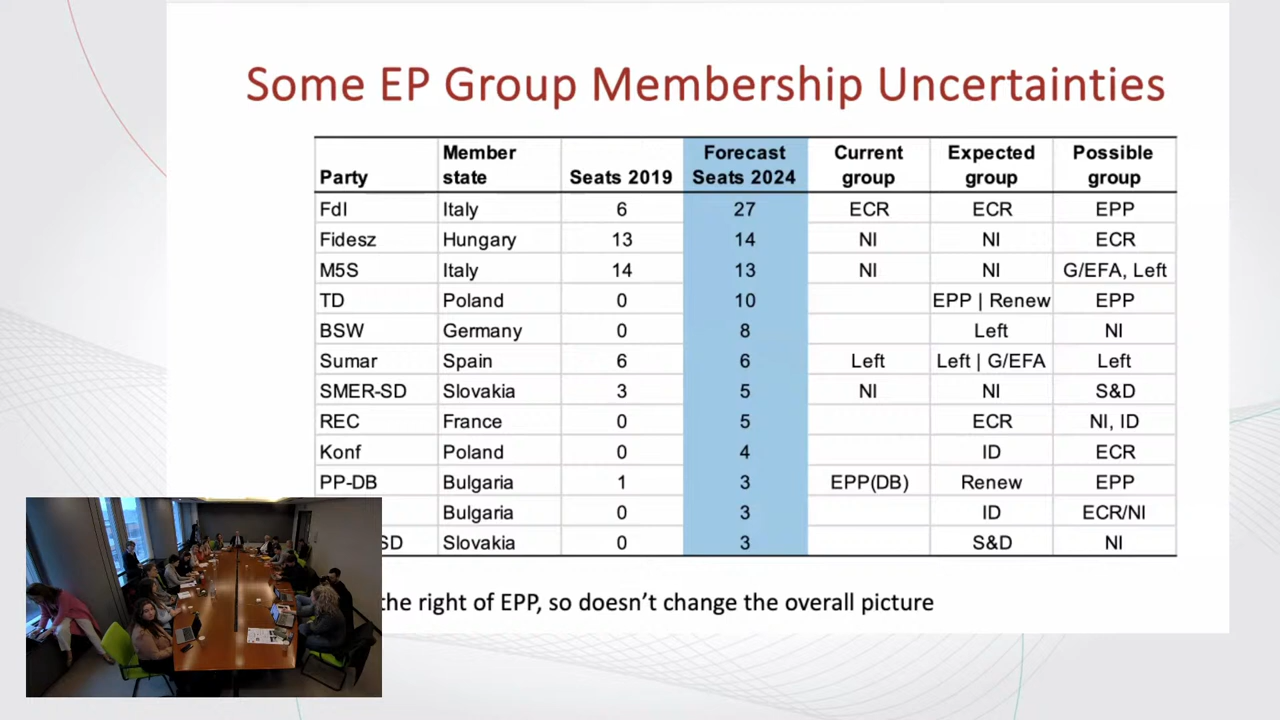 Some EP Group Membership Uncertainties
Party Member state Seats 2019 Forecast Seats 2024 Current group Expected group Possible group
FdI Italy 6 27 ECR ECR EPP
Fidesz Hungary 13 14 NI NI ECR
M5S Italy 14 13 NI NI G/EFA, Left
TD Poland 0 10 EPP | Renew EPP
BSW Germany 0 8 Left NI
Sumar Spain 6 6 Left Left | G/EFA Left
SMER-SD Slovakia 3 5 NI NI S&D
REC France 0 5 ECR NI, ID
Konf Poland 0 4 ID ECR
PP-DB Bulgaria 1 3 EPP(DB) Renew EPP
Bulgaria 0 3 ID ECR/NI
SD Slovakia 0 3 S&D NI
the right of EPP, so doesn't change the overall picture